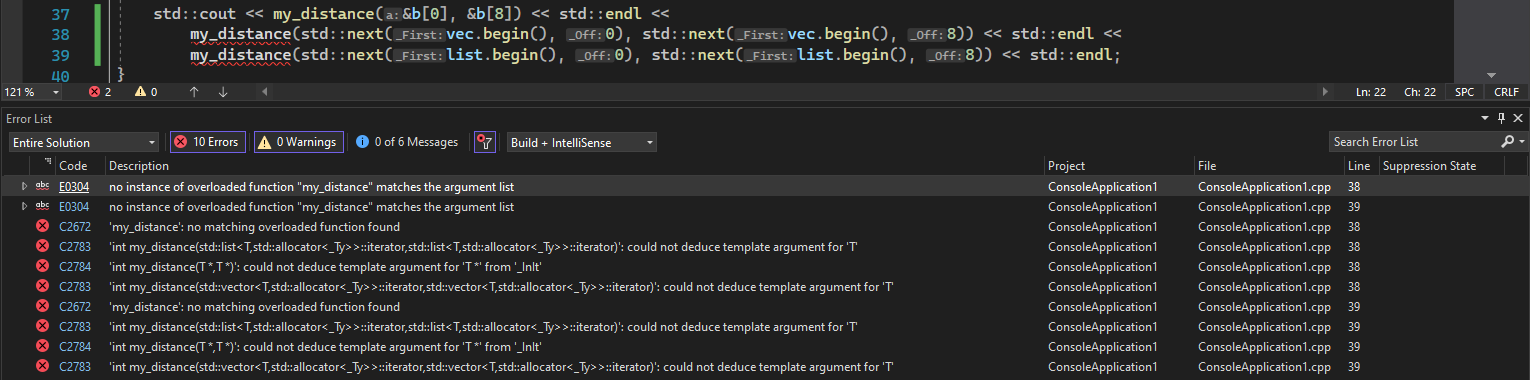 37 std::cout << my_distance(a:&b[0], &b[8]) << std::endl <<
38 my_distance(std::next(_First:vec.begin(), _Off:0), std::next(_First:vec.begin(), _Off:8)) << std::endl <<
39 my_distance(std::next(_First:list.begin(), _Off:0), std::next(_First:list.begin(), _Off:8)) << std::endl;
40 }
121 % 2 0 Ln: 22 Ch: 22 SPC CRLF
Error List
Entire Solution 10 Errors 0 Warnings 0 of 6 Messages Build + IntelliSense Search Error List
Code Description Project File Line Suppression State
abc E0304 no instance of overloaded function "my_distance" matches the argument list ConsoleApplication1 ConsoleApplication1.cpp 38
abc E0304 no instance of overloaded function "my_distance" matches the argument list ConsoleApplication1 ConsoleApplication1.cpp 39
C2672 'my_distance': no matching overloaded function found ConsoleApplication1 ConsoleApplication1.cpp 38
C2783 'int my_distance(std::list<T,std::allocator<_Ty>>::iterator,std::list<T,std::allocator<_Ty>>::iterator)': could not deduce template argument for 'T' ConsoleApplication1 ConsoleApplication1.cpp 38
C2784 'int my_distance(T *,T *)': could not deduce template argument for 'T *' from '_InIt' ConsoleApplication1 ConsoleApplication1.cpp 38
C2783 'int my_distance(std::vector<T,std::allocator<_Ty>>::iterator,std::vector<T,std::allocator<_Ty>>::iterator)': could not deduce template argument for 'T' ConsoleApplication1 ConsoleApplication1.cpp 38
C2672 'my_distance': no matching overloaded function found ConsoleApplication1 ConsoleApplication1.cpp 39
C2783 'int my_distance(std::list<T,std::allocator<_Ty>>::iterator,std::list<T,std::allocator<_Ty>>::iterator)': could not deduce template argument for 'T' ConsoleApplication1 ConsoleApplication1.cpp 39
C2784 'int my_distance(T *,T *)': could not deduce template argument for 'T *' from '_InIt' ConsoleApplication1 ConsoleApplication1.cpp 39
C2783 'int my_distance(std::vector<T,std::allocator<_Ty>>::iterator,std::vector<T,std::allocator<_Ty>>::iterator)': could not deduce template argument for 'T' ConsoleApplication1 ConsoleApplication1.cpp 39